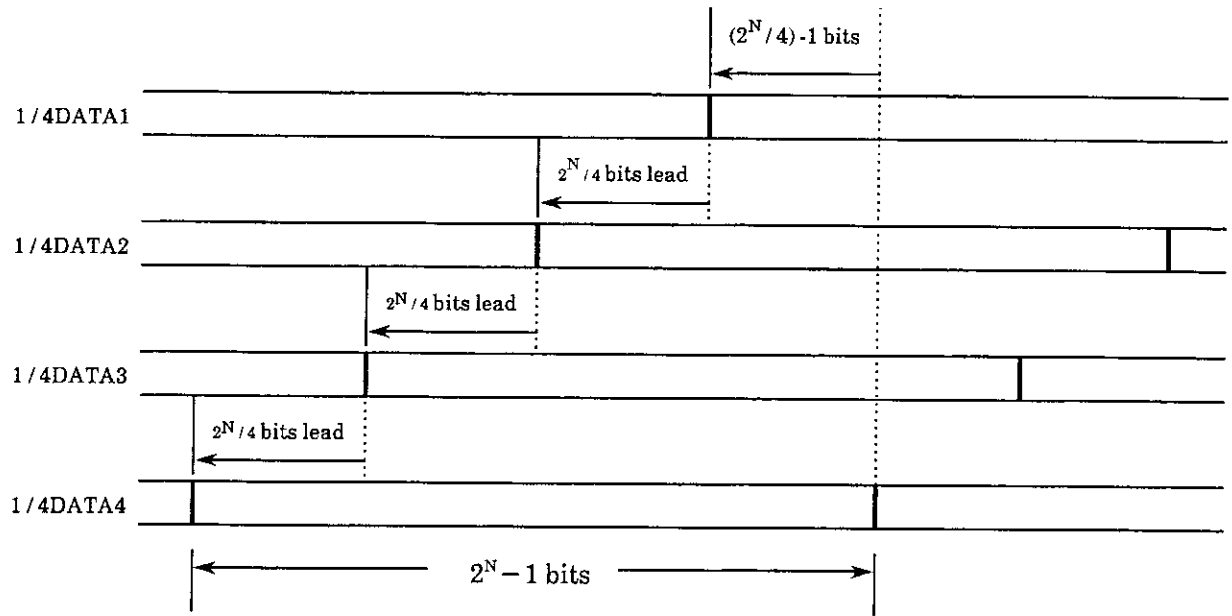 (2^N/4)-1 bits
1/4DATA1
2^N/4 bits lead
1/4DATA2
2^N/4 bits lead
1/4DATA3
2^N/4 bits lead
1/4DATA4
2^N − 1 bits